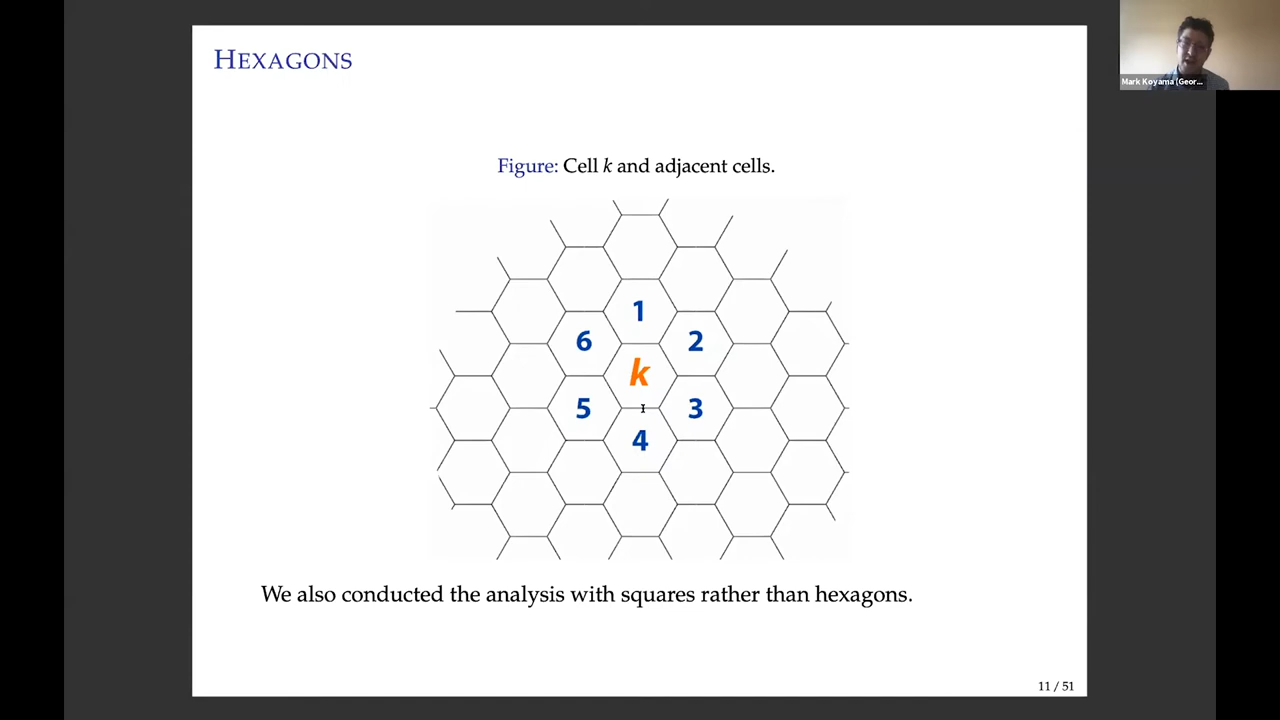 HEXAGONS
Mark Koyama (Geor...
Figure: Cell k and adjacent cells.
1
6
2
k
5
3
4
We also conducted the analysis with squares rather than hexagons.
11 / 51